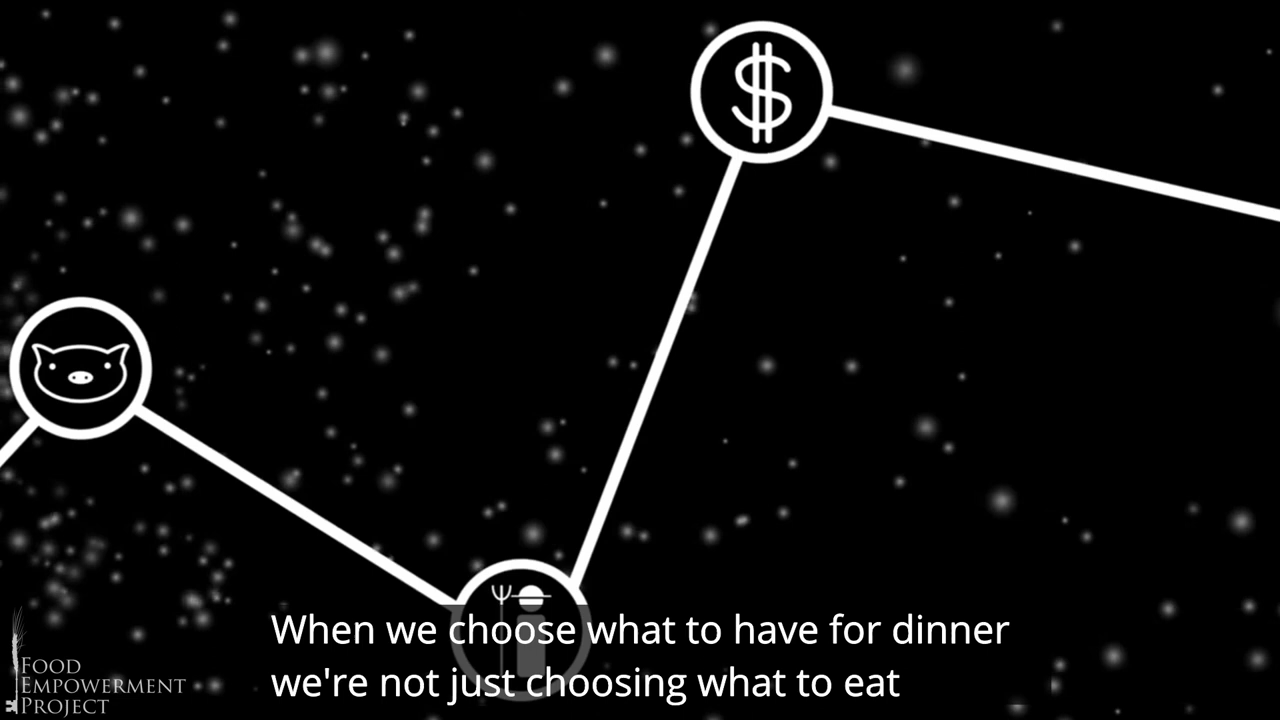 $
When we choose what to have for dinner
we're not just choosing what to eat
FOOD
EMPOWERMENT
PROJECT